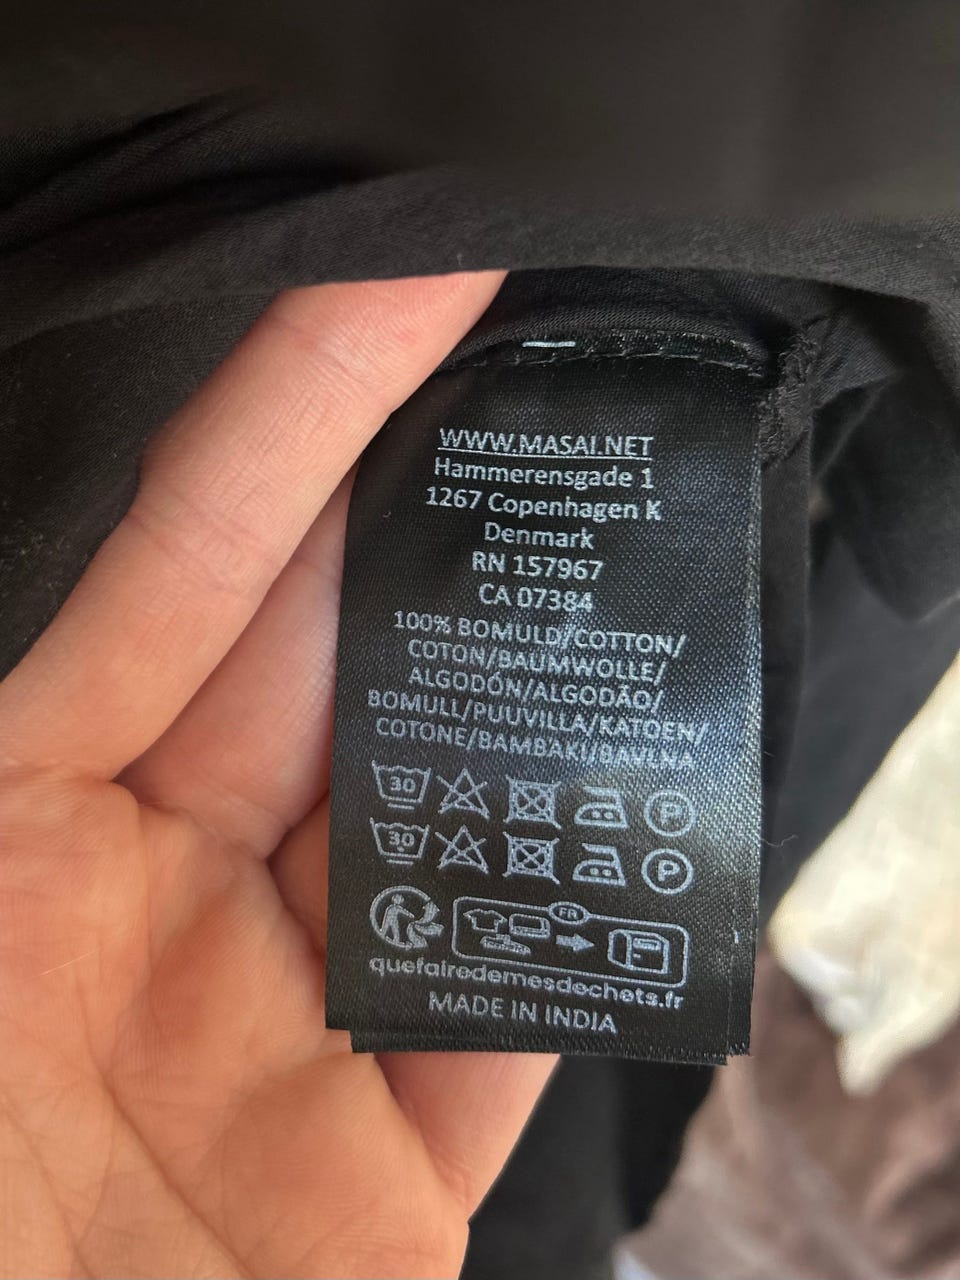 WWW.MASAI.NET
Hammerensgade 1
1267 Copenhagen K
Denmark
RN 157967
CA 07384
100% BOMULD/COTTON/
COTON/BAUMWOLLE/
ALGODÓN/ALGODÃO/
BOMULL/PUUVILLA/KATOEN/
COTONE/BAMBAKI/BAVLNA
30 P
30 P
FR
quefairedemesdechets.fr
MADE IN INDIA